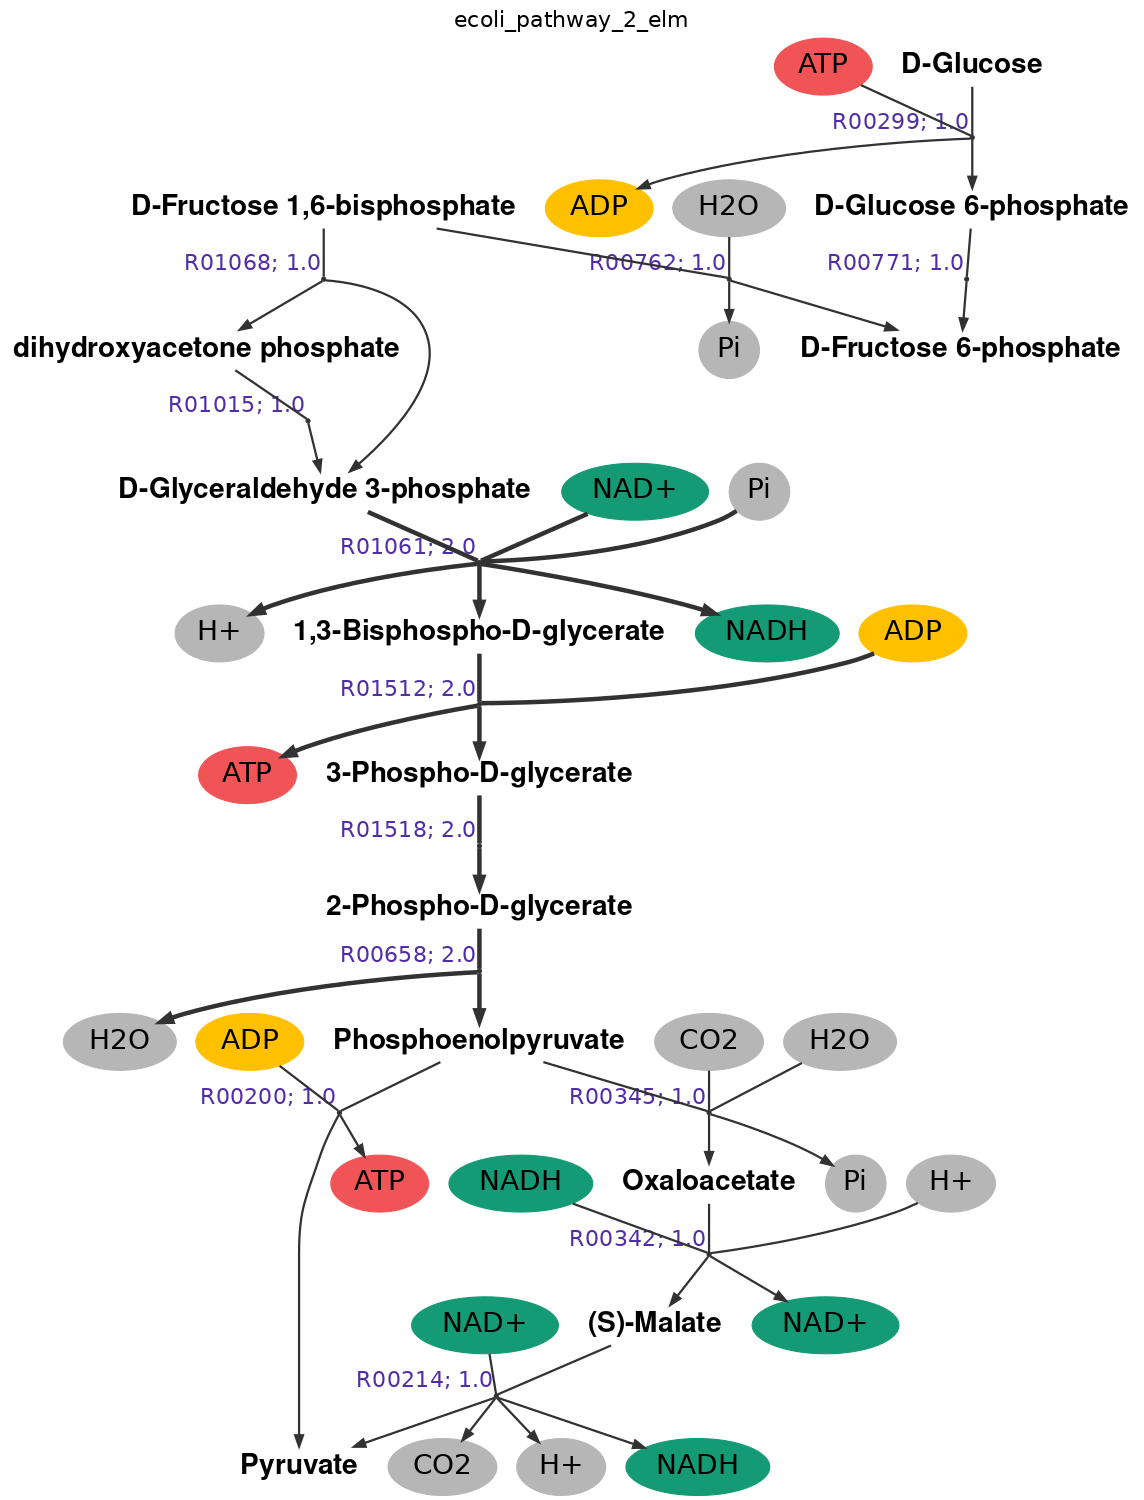 ecoli_pathway_2_elm
ATP
D-Glucose
R00299; 1.0
D-Fructose 1,6-bisphosphate
ADP
H2O
D-Glucose 6-phosphate
R01068; 1.0
R00762; 1.0
R00771; 1.0
dihydroxyacetone phosphate
Pi
D-Fructose 6-phosphate
R01015; 1.0
D-Glyceraldehyde 3-phosphate
NAD+
Pi
R01061; 2.0
H+
1,3-Bisphospho-D-glycerate
NADH
ADP
R01512; 2.0
ATP
3-Phospho-D-glycerate
R01518; 2.0
2-Phospho-D-glycerate
R00658; 2.0
H2O
ADP
Phosphoenolpyruvate
CO2
H2O
R00200; 1.0
R00345; 1.0
ATP
NADH
Oxaloacetate
Pi
H+
R00342; 1.0
NAD+
(S)-Malate
NAD+
R00214; 1.0
Pyruvate
CO2
H+
NADH